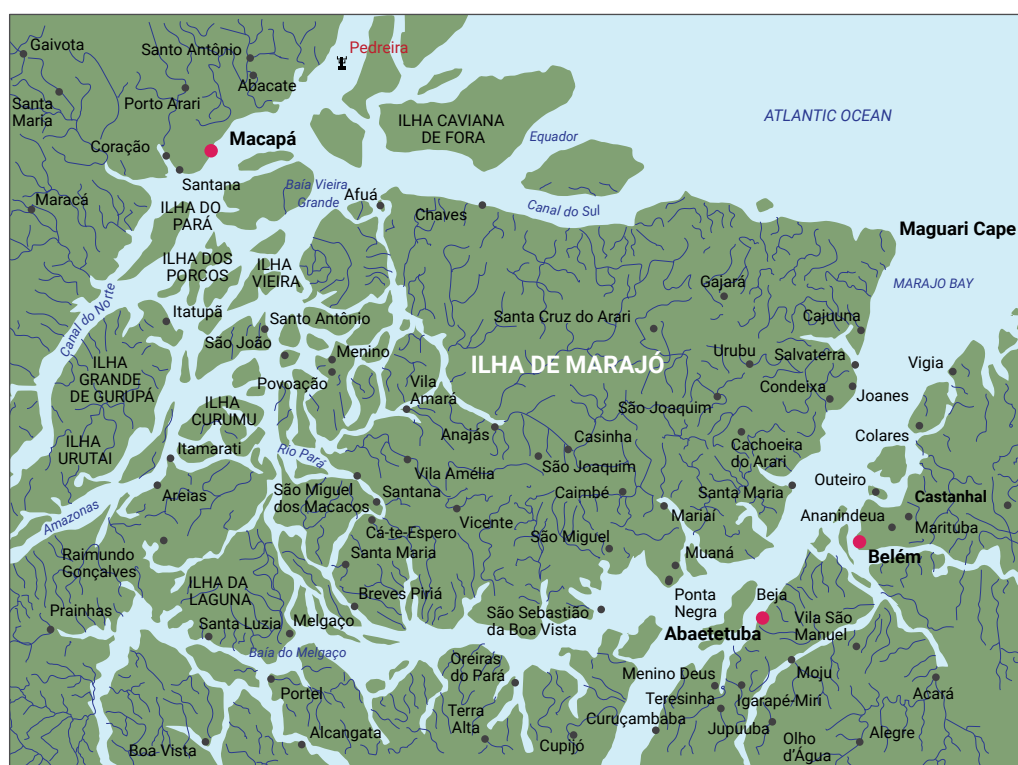 Gaivota
Santo Antônio
Pedreira
Abacate
Santa
Maria
Porto Arari
ILHA CAVIANA
DE FORA
ATLANTIC OCEAN
Equador
Macapá
Coração
Santana
Baía Vieira
Grande
Afuá
Maracá
ILHA DO
PARÁ
Chaves
Canal do Sul
Maguari Cape
ILHA DOS
PORCOS
ILHA
VIEIRA
Gajará
MARAJO BAY
Canal do Norte
Itatupã
Santo Antônio
Santa Cruz do Arari
Cajuuna
São João
Menino
Urubu
Salvaterra
Vigia
ILHA
GRANDE
DE GURUPÁ
Povoação
ILHA DE MARAJÓ
Condeixa
Joanes
Vila
Amará
São Joaquim
ILHA
CURUMU
Anajás
Casinha
Cachoeira
do Arari
Colares
ILHA
URUTAI
Itamarati
Rio Pará
São Joaquim
Vila Amélia
Outeiro
Areias
São Miguel
dos Macacos
Santana
Caimbé
Santa Maria
Castanhal
Amazonas
Vicente
Mariaí
Ananindeua
Marituba
Cá-te-Espero
São Miguel
Raimundo
Gonçalves
Santa Maria
Muaná
Belém
ILHA DA
LAGUNA
Breves Piriá
Ponta
Negra
Beja
Prainhas
Santa Luzia
Melgaço
São Sebastião
da Boa Vista
Abaetetuba
Vila São
Manuel
Baía do Melgaço
Oreiras
do Pará
Menino Deus
Moju
Portel
Teresinha
Igarapé-Miri
Acará
Terra
Alta
Curuçambaba
Jupuuba
Boa Vista
Alcangata
Cupijó
Olho
d'Água
Alegre